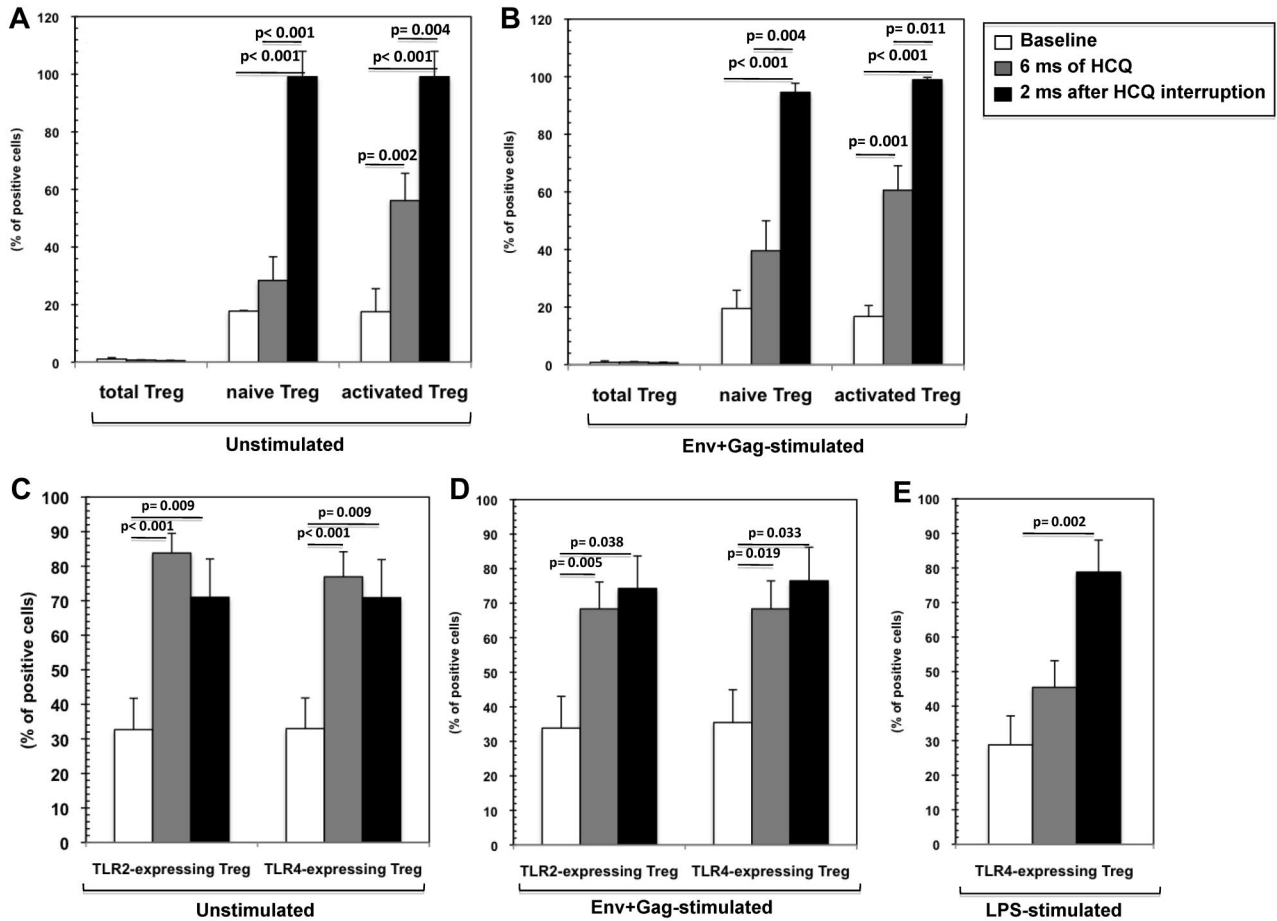 A
120
100
80
60
40
20
0
(% of positive cells)
p< 0.001
p< 0.001
p= 0.004
p< 0.001
p= 0.002
total Treg
naive Treg
activated Treg
Unstimulated
B
120
100
80
60
40
20
0
(% of positive cells)
p= 0.004
p< 0.001
p= 0.011
p< 0.001
p= 0.001
total Treg
naive Treg
activated Treg
Env+Gag-stimulated
Baseline
6 ms of HCQ
2 ms after HCQ interruption
C
100
90
80
70
60
50
40
30
20
10
0
(% of positive cells)
p= 0.009
p< 0.001
p= 0.009
p< 0.001
TLR2-expressing Treg
TLR4-expressing Treg
Unstimulated
D
100
90
80
70
60
50
40
30
20
10
0
(% of positive cells)
p= 0.038
p= 0.005
p= 0.033
p= 0.019
TLR2-expressing Treg
TLR4-expressing Treg
Env+Gag-stimulated
E
100
90
80
70
60
50
40
30
20
10
0
(% of positive cells)
p= 0.002
TLR4-expressing Treg
LPS-stimulated